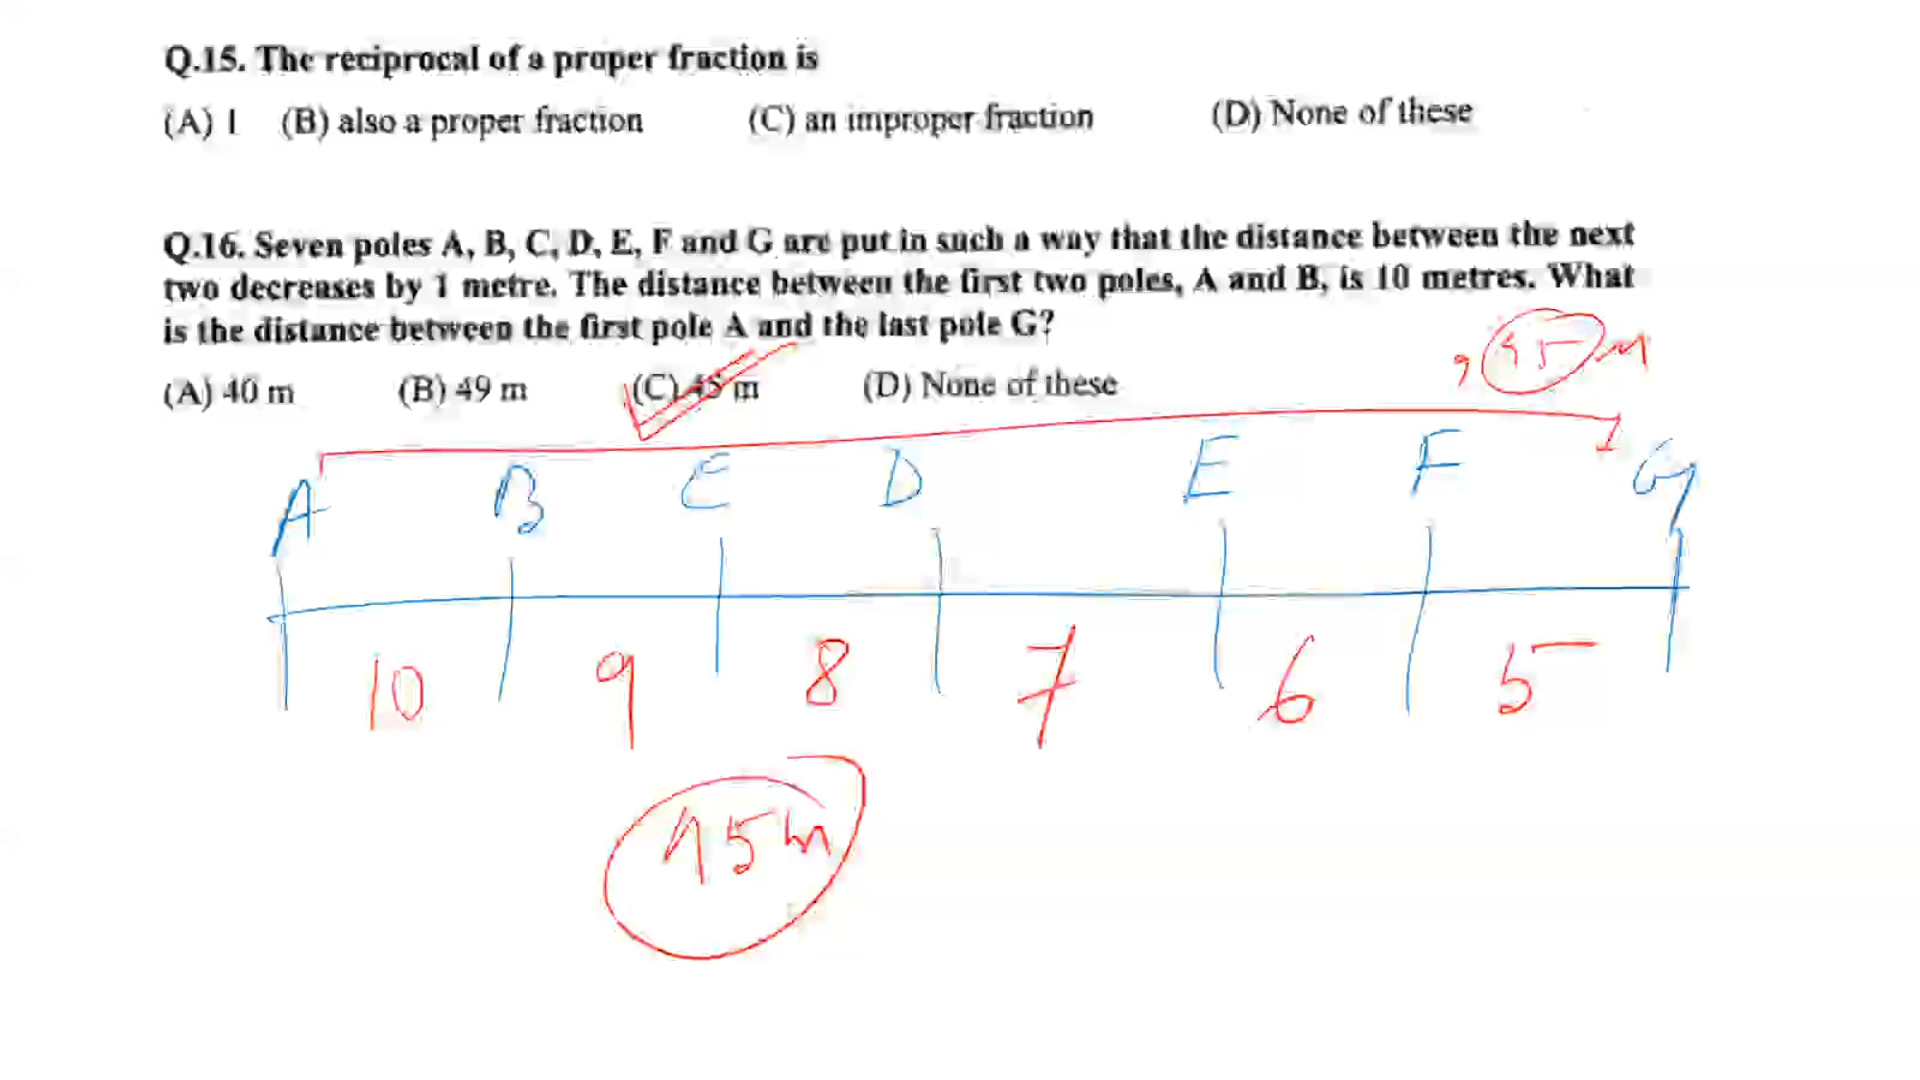 Q.15. The reciprocal of a proper fraction is
(A) 1 (B) also a proper fraction (C) an improper fraction (D) None of these
Q.16. Seven poles A, B, C, D, E, F and G are put in such a way that the distance between the next
two decreases by 1 metre. The distance between the first two poles, A and B, is 10 metres. What
is the distance between the first pole A and the last pole G?
45 m
(A) 40 m (B) 49 m (C) 45 m (D) None of these
A B C D E F G
10 9 8 7 6 5
45m